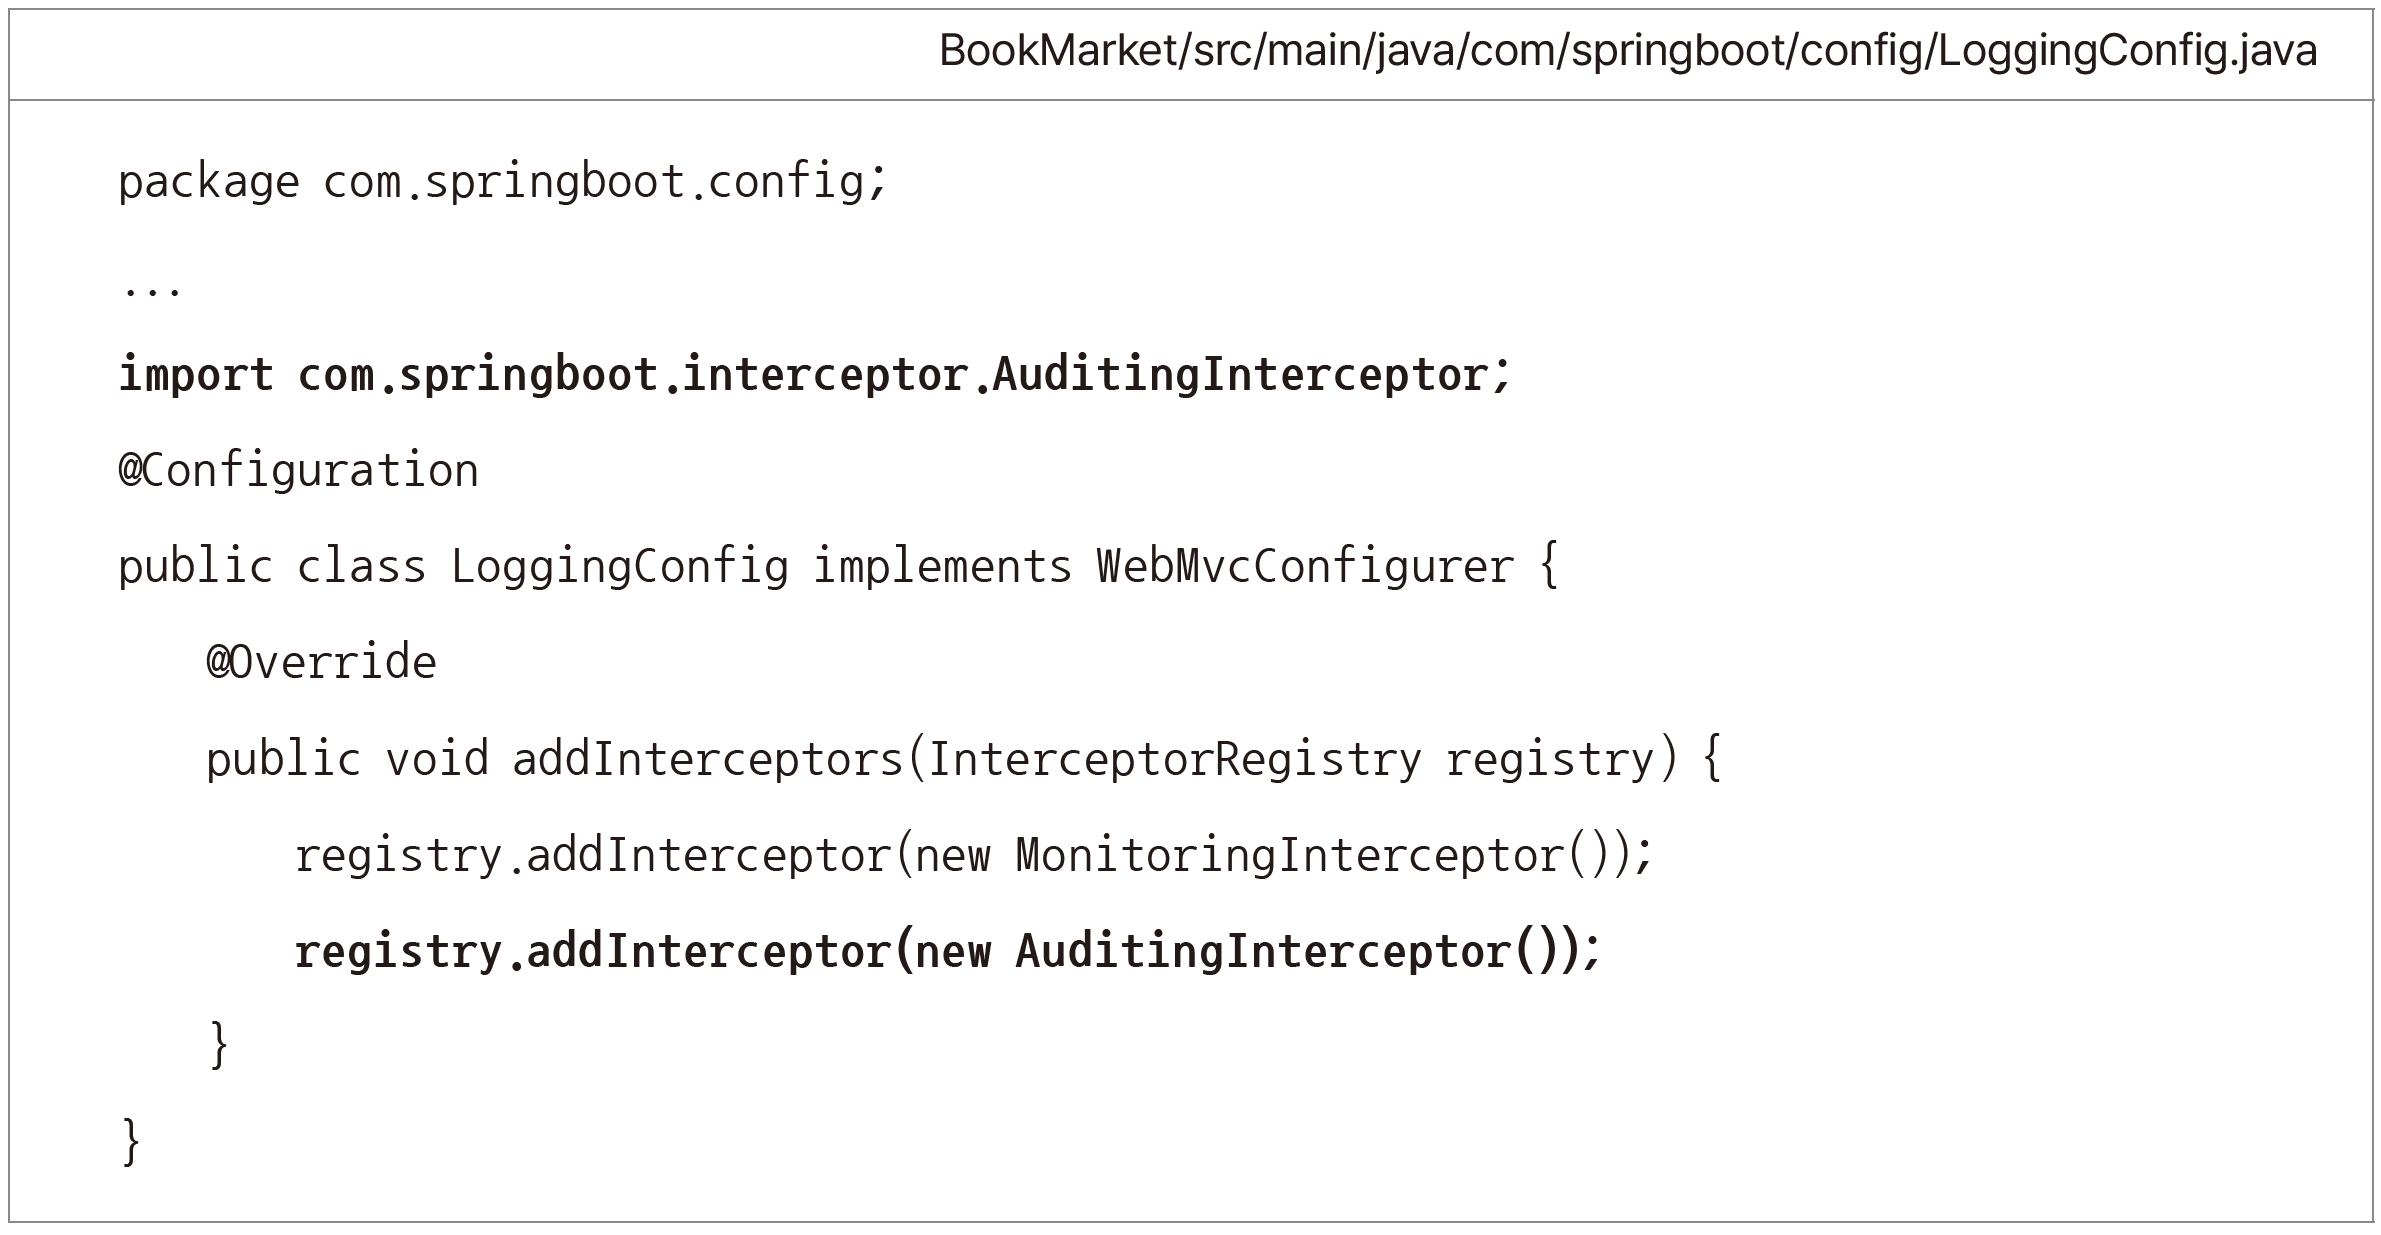 BookMarket/src/main/java/com/springboot/config/LoggingConfig.java
package com.springboot.config;
...
import com.springboot.interceptor.AuditingInterceptor;
@Configuration
public class LoggingConfig implements WebMvcConfigurer {
@Override
public void addInterceptors(InterceptorRegistry registry) {
registry.addInterceptor(new MonitoringInterceptor());
registry.addInterceptor(new AuditingInterceptor());
}
}